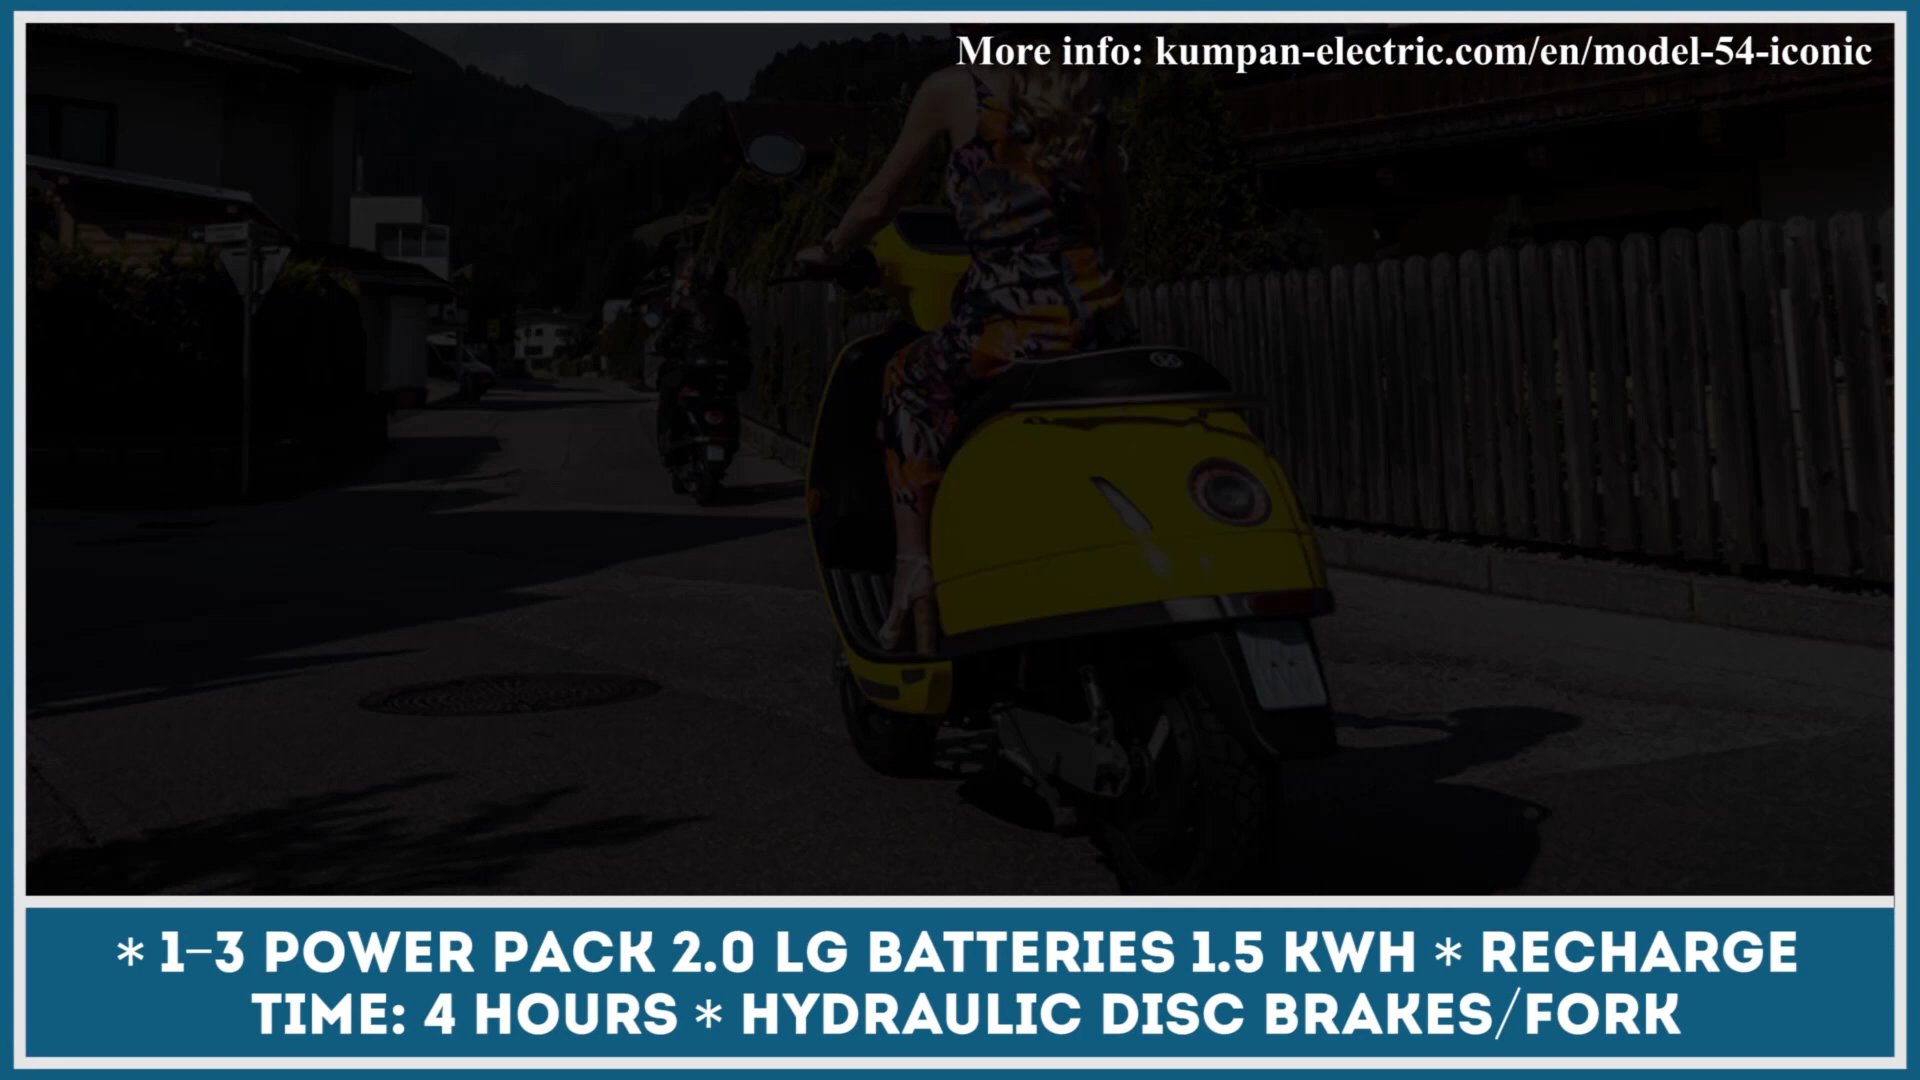 More info: kumpan-electric.com/en/model-54-iconic
* 1-3 POWER PACK 2.0 LG BATTERIES 1.5 KWH * RECHARGE
TIME: 4 HOURS * HYDRAULIC DISC BRAKES/FORK